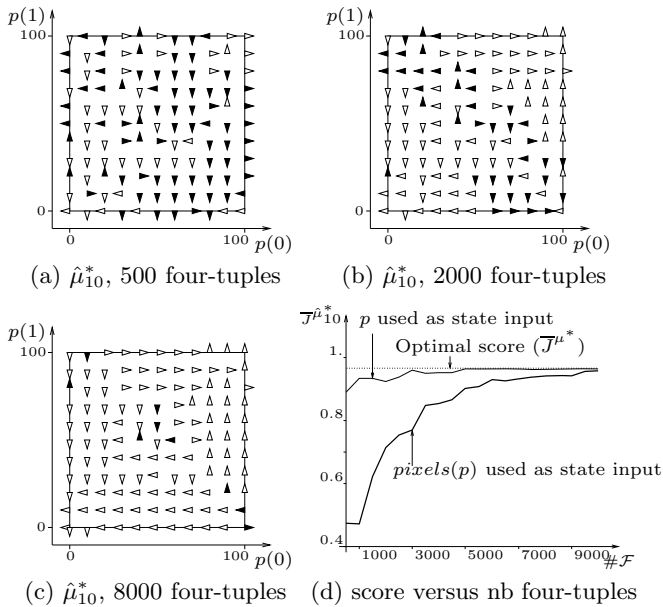 p(1)
100
0
0
100
p(0)
(a) μ̂*10, 500 four-tuples
p(1)
100
0
0
100
p(0)
(b) μ̂*10, 2000 four-tuples
p(1)
100
0
0
100
p(0)
(c) μ̂*10, 8000 four-tuples
J̅^μ̂*10
p used as state input
Optimal score (J̅^μ*)
1.
0.8
0.6
0.4
pixels(p) used as state input
1000 3000 5000 7000 9000
#F
(d) score versus nb four-tuples